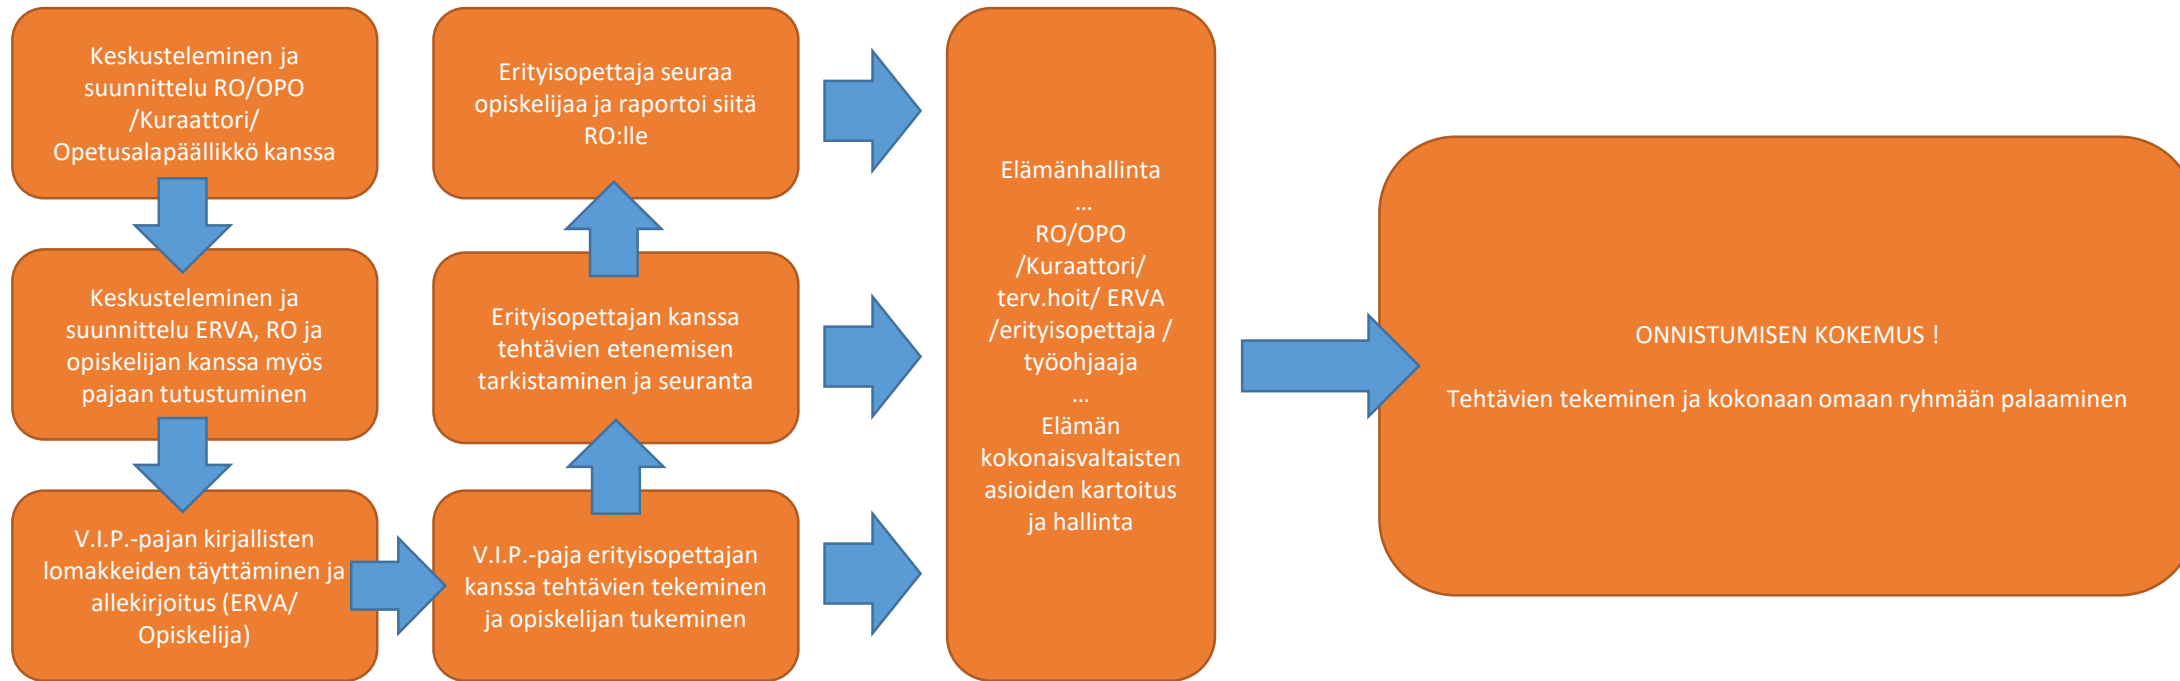 Keskusteleminen ja
suunnittelu RO/OPO
/Kuraattori/
Opetusalapäällikkö kanssa
Keskusteleminen ja
suunnittelu ERVA, RO ja
opiskelijan kanssa myös
pajaan tutustuminen
V.I.P.-pajan kirjallisten
lomakkeiden täyttäminen ja
allekirjoitus (ERVA/
Opiskelija)
V.I.P.-paja erityisopettajan
kanssa tehtävien tekeminen
ja opiskelijan tukeminen
Erityisopettajan kanssa
tehtävien etenemisen
tarkistaminen ja seuranta
Erityisopettaja seuraa
opiskelijaa ja raportoi siitä
RO:lle
Elämänhallinta
...
RO/OPO
/Kuraattori/
terv.hoit/ ERVA
/erityisopettaja /
työohjaaja
...
Elämän
kokonaisvaltaisten
asioiden kartoitus
ja hallinta
ONNISTUMISEN KOKEMUS !
Tehtävien tekeminen ja kokonaan omaan ryhmään palaaminen